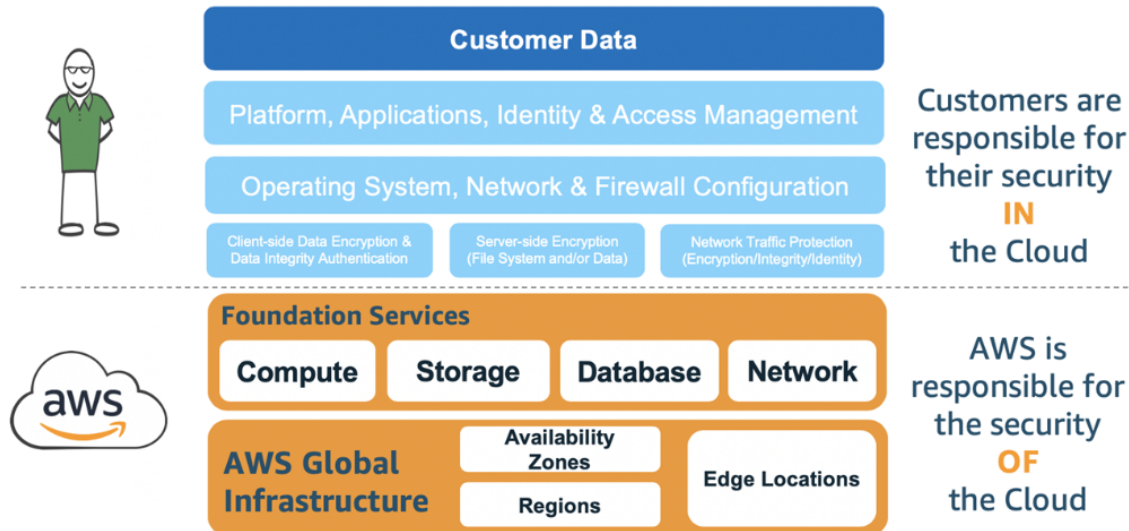 Customer Data
Platform, Applications, Identity & Access Management
Operating System, Network & Firewall Configuration
Client-side Data Encryption &
Data Integrity Authentication
Server-side Encryption
(File System and/or Data)
Network Traffic Protection
(Encryption/Integrity/Identity)
Customers are
responsible for
their security
IN
the Cloud
aws
Foundation Services
Compute
Storage
Database
Network
AWS Global
Infrastructure
Availability
Zones
Regions
Edge Locations
AWS is
responsible for
the security
OF
the Cloud